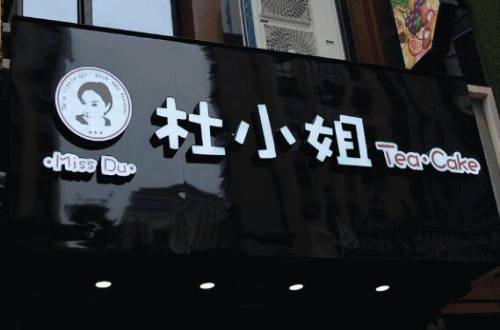 杜小姐
Tea·Cake
·Miss Du·